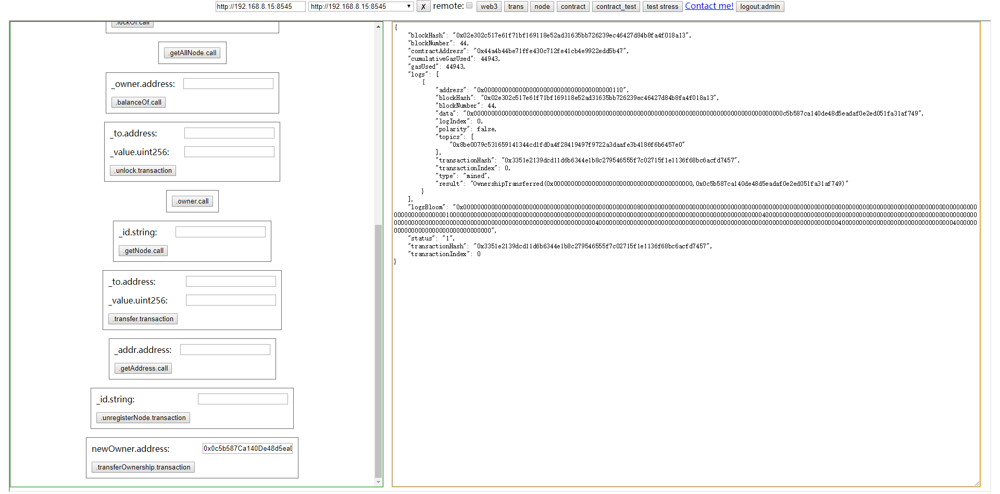 http://192.168.8.15:8545 http://192.168.8.15:8545 ▼ ✗ remote: web3 trans node contract contract_test test stress Contact me! logout:admin
.lockOf.call
.getAllNode.call
_owner.address:
.balanceOf.call
_to.address:
_value.uint256:
.unlock.transaction
.owner.call
_id.string:
.getNode.call
_to.address:
_value.uint256:
.transfer.transaction
_addr.address:
.getAddress.call
_id.string:
.unregisterNode.transaction
newOwner.address: 0x0c5b587Ca140De48d5eal
.transferOwnership.transaction
{
"blockHash": "0x02e302c517e61f71bf169118e52ad31635bb726239ec46427d84b8fa4f018a13",
"blockNumber": 44,
"contractAddress": "0x44a4b44be71ffe430c712fe41cb4e9922edd5b47",
"cumulativeGasUsed": 44943,
"gasUsed": 44943,
"logs": [
{
"address": "0x0000000000000000000000000000000000000110",
"blockHash": "0x02e302c517e61f71bf169118e52ad31635bb726239ec46427d84b8fa4f018a13",
"blockNumber": 44,
"data": "0x00000000000000000000000000000000000000000000000000000000000000000000000000000000000000000c5b587ca140de48d5eadaf0e2ed051fa31af749",
"logIndex": 0,
"polarity": false,
"topics": [
"0x8be0079c531659141344cd1fd0a4f28419497f9722a3daafe3b4186f6b6457e0"
],
"transactionHash": "0x3351e2139dcd11d6b6344e1b8c279546555f7c02715f1e1136f68bc6acfd7457",
"transactionIndex": 0,
"type": "mined",
"result": "OwnershipTransferred(0x0000000000000000000000000000000000000000,0x0c5b587ca140de48d5eadaf0e2ed051fa31af749)"
}
],
"logsBloom":
"status": "1",
"transactionHash": "0x3351e2139dcd11d6b6344e1b8c279546555f7c02715f1e1136f68bc6acfd7457",
"transactionIndex": 0
}